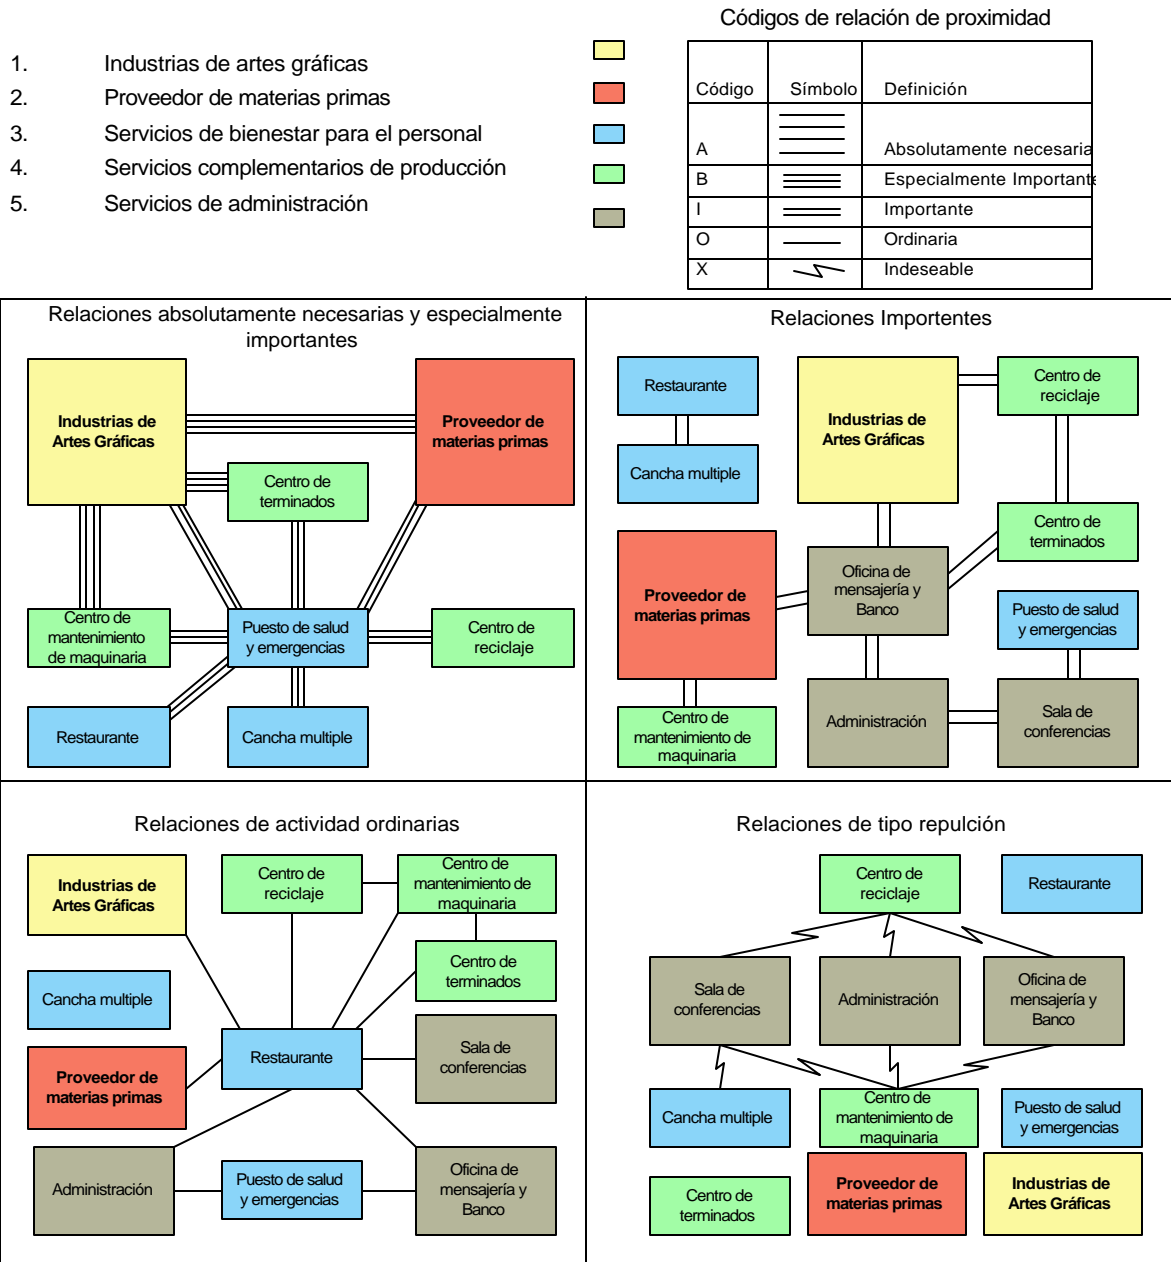 Códigos de relación de proximidad
1. Industrias de artes gráficas
2. Proveedor de materias primas
3. Servicios de bienestar para el personal
4. Servicios complementarios de producción
5. Servicios de administración
Código Símbolo Definición
A Absolutamente necesaria
B Especialmente Importante
I Importante
O Ordinaria
X Indeseable
Relaciones absolutamente necesarias y especialmente
importantes
Industrias de
Artes Gráficas
Proveedor de
materias primas
Centro de
terminados
Centro de
mantenimiento
de maquinaria
Puesto de salud
y emergencias
Centro de
reciclaje
Restaurante
Cancha multiple
Relaciones Importentes
Restaurante
Cancha multiple
Industrias de
Artes Gráficas
Centro de
reciclaje
Centro de
terminados
Proveedor de
materias primas
Oficina de
mensajería y
Banco
Puesto de salud
y emergencias
Centro de
mantenimiento de
maquinaria
Administración
Sala de
conferencias
Relaciones de actividad ordinarias
Industrias de
Artes Gráficas
Centro de
reciclaje
Centro de
mantenimiento de
maquinaria
Centro de
terminados
Cancha multiple
Restaurante
Sala de
conferencias
Proveedor de
materias primas
Administración
Puesto de salud
y emergencias
Oficina de
mensajería y
Banco
Relaciones de tipo repulción
Centro de
reciclaje
Restaurante
Sala de
conferencias
Administración
Oficina de
mensajería y
Banco
Cancha multiple
Centro de
mantenimiento de
maquinaria
Puesto de salud
y emergencias
Centro de
terminados
Proveedor de
materias primas
Industrias de
Artes Gráficas